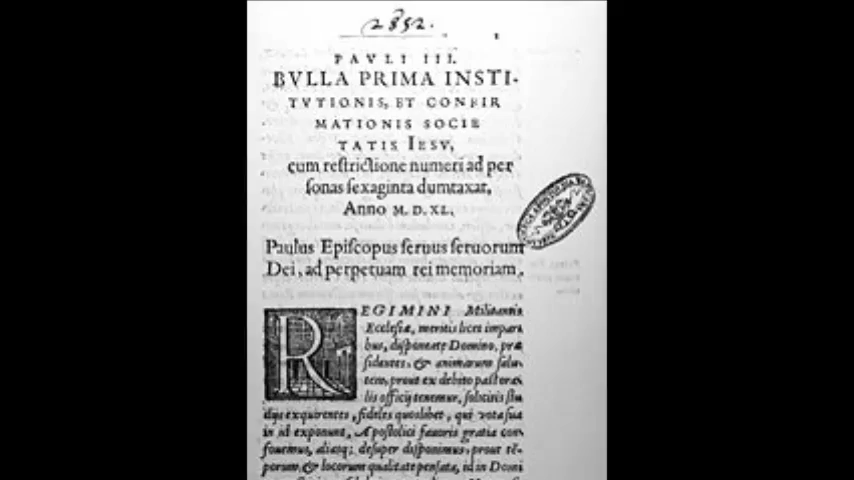 2852.
PAVLI III.
BVLLA PRIMA INSTI-
TVTIONIS, ET CONFIR
MATIONIS SOCIE
TATIS IESV,
cum reſtrictione numeri ad per
ſonas ſexaginta dumtaxat,
Anno M. D. XL.
Paulus Epiſcopus ſeruus ſeruorum
Dei, ad perpetuam rei memoriam.
REGIMINI Militantis
Eccleſiæ, meritis licet impari
bus, diſponente Domino, præ
ſidentes, & animarum ſalu-
tem, prout ex debito paſtora
lis officij tenemur, ſolicitis ſtu
dijs exquirentes, fideles quoslibet, qui vota ſua
in id exponunt, Apoſtolici fauoris gratia con
fouemus, aliasq; deſuper diſponimus, prout tē-
porum, & locorum qualitate penſata, id in Domi